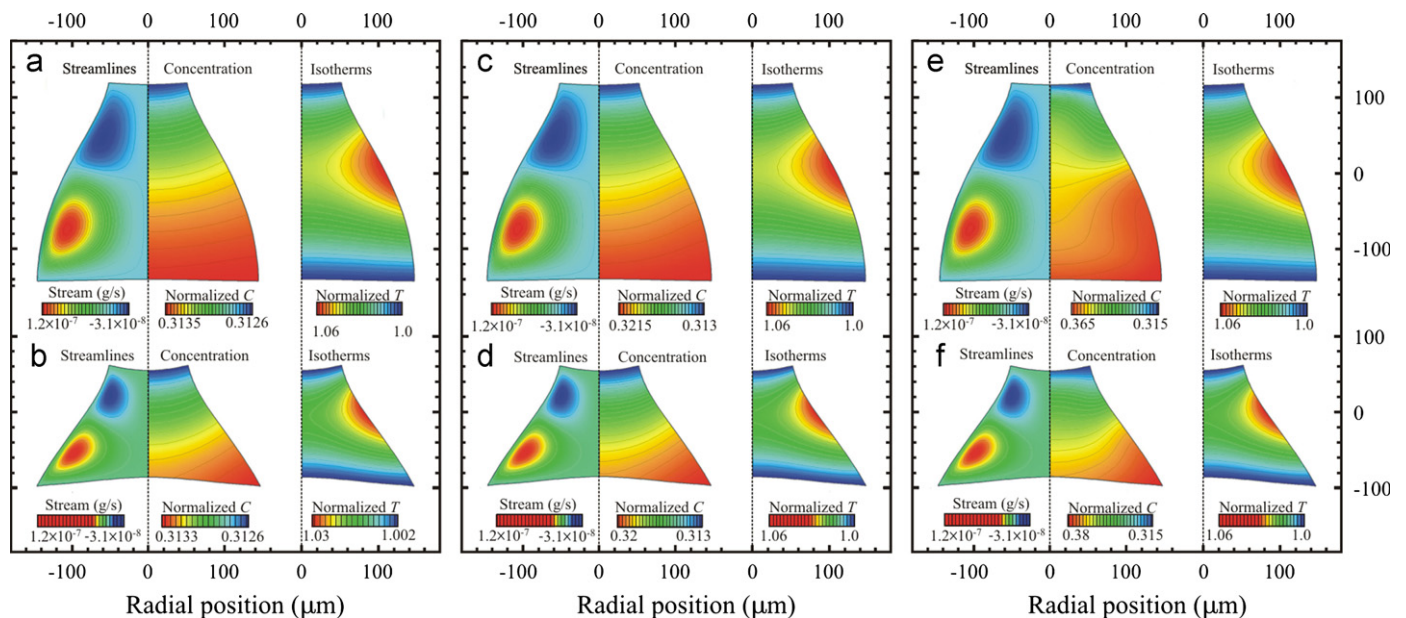 -100 0 100 0 100 -100 0 100 0 100 -100 0 100 0 100
a Streamlines Concentration Isotherms c Streamlines Concentration Isotherms e Streamlines Concentration Isotherms
100
0
-100
Stream (g/s) Normalized C Normalized T Stream (g/s) Normalized C Normalized T Stream (g/s) Normalized C Normalized T
1.2×10⁻⁷ -3.1×10⁻⁸ 0.3135 0.3126 1.06 1.0 1.2×10⁻⁷ -3.1×10⁻⁸ 0.3215 0.313 1.06 1.0 1.2×10⁻⁷ -3.1×10⁻⁸ 0.365 0.315 1.06 1.0
100
b Streamlines Concentration Isotherms d Streamlines Concentration Isotherms f Streamlines Concentration Isotherms
0
-100
Stream (g/s) Normalized C Normalized T Stream (g/s) Normalized C Normalized T Stream (g/s) Normalized C Normalized T
1.2×10⁻⁷ -3.1×10⁻⁸ 0.3133 0.3126 1.03 1.002 1.2×10⁻⁷ -3.1×10⁻⁸ 0.32 0.313 1.06 1.0 1.2×10⁻⁷ -3.1×10⁻⁸ 0.38 0.315 1.06 1.0
-100 0 100 0 100 -100 0 100 0 100 -100 0 100 0 100
Radial position (μm) Radial position (μm) Radial position (μm)